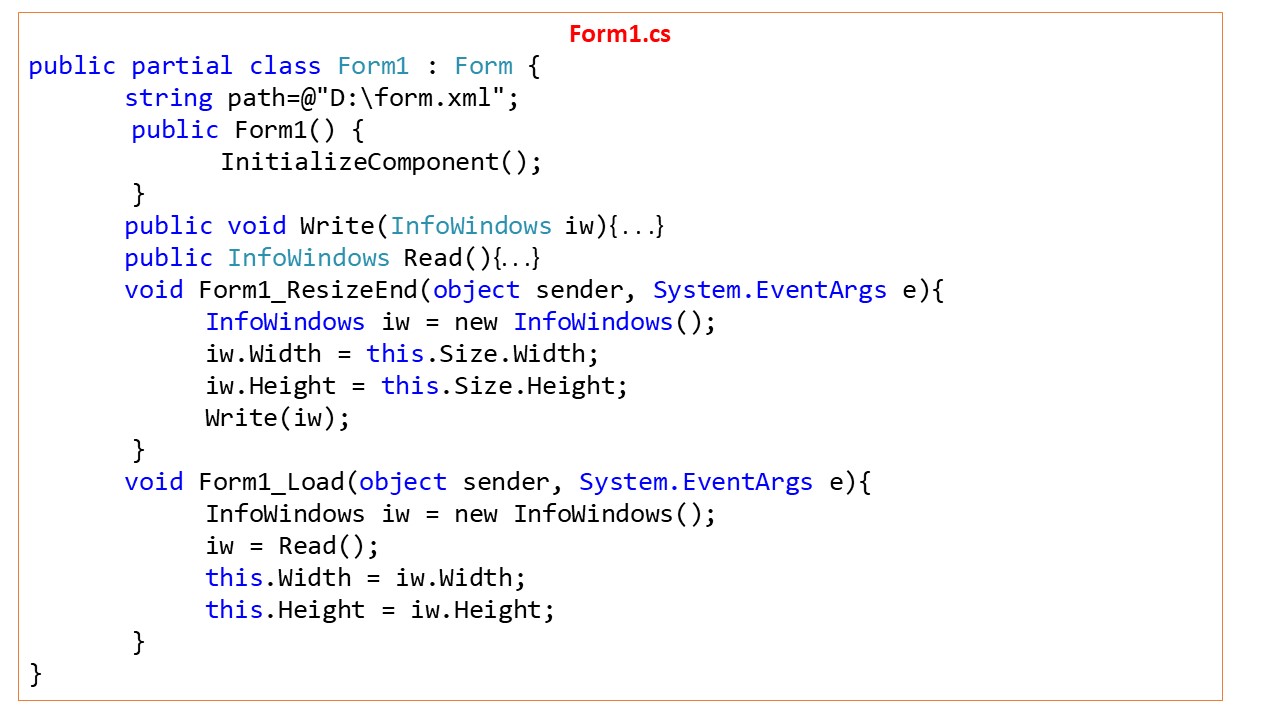 Form1.cs
public partial class Form1 : Form {
string path=@"D:\form.xml";
public Form1() {
InitializeComponent();
}
public void Write(InfoWindows iw){...}
public InfoWindows Read(){...}
void Form1_ResizeEnd(object sender, System.EventArgs e){
InfoWindows iw = new InfoWindows();
iw.Width = this.Size.Width;
iw.Height = this.Size.Height;
Write(iw);
}
void Form1_Load(object sender, System.EventArgs e){
InfoWindows iw = new InfoWindows();
iw = Read();
this.Width = iw.Width;
this.Height = iw.Height;
}
}